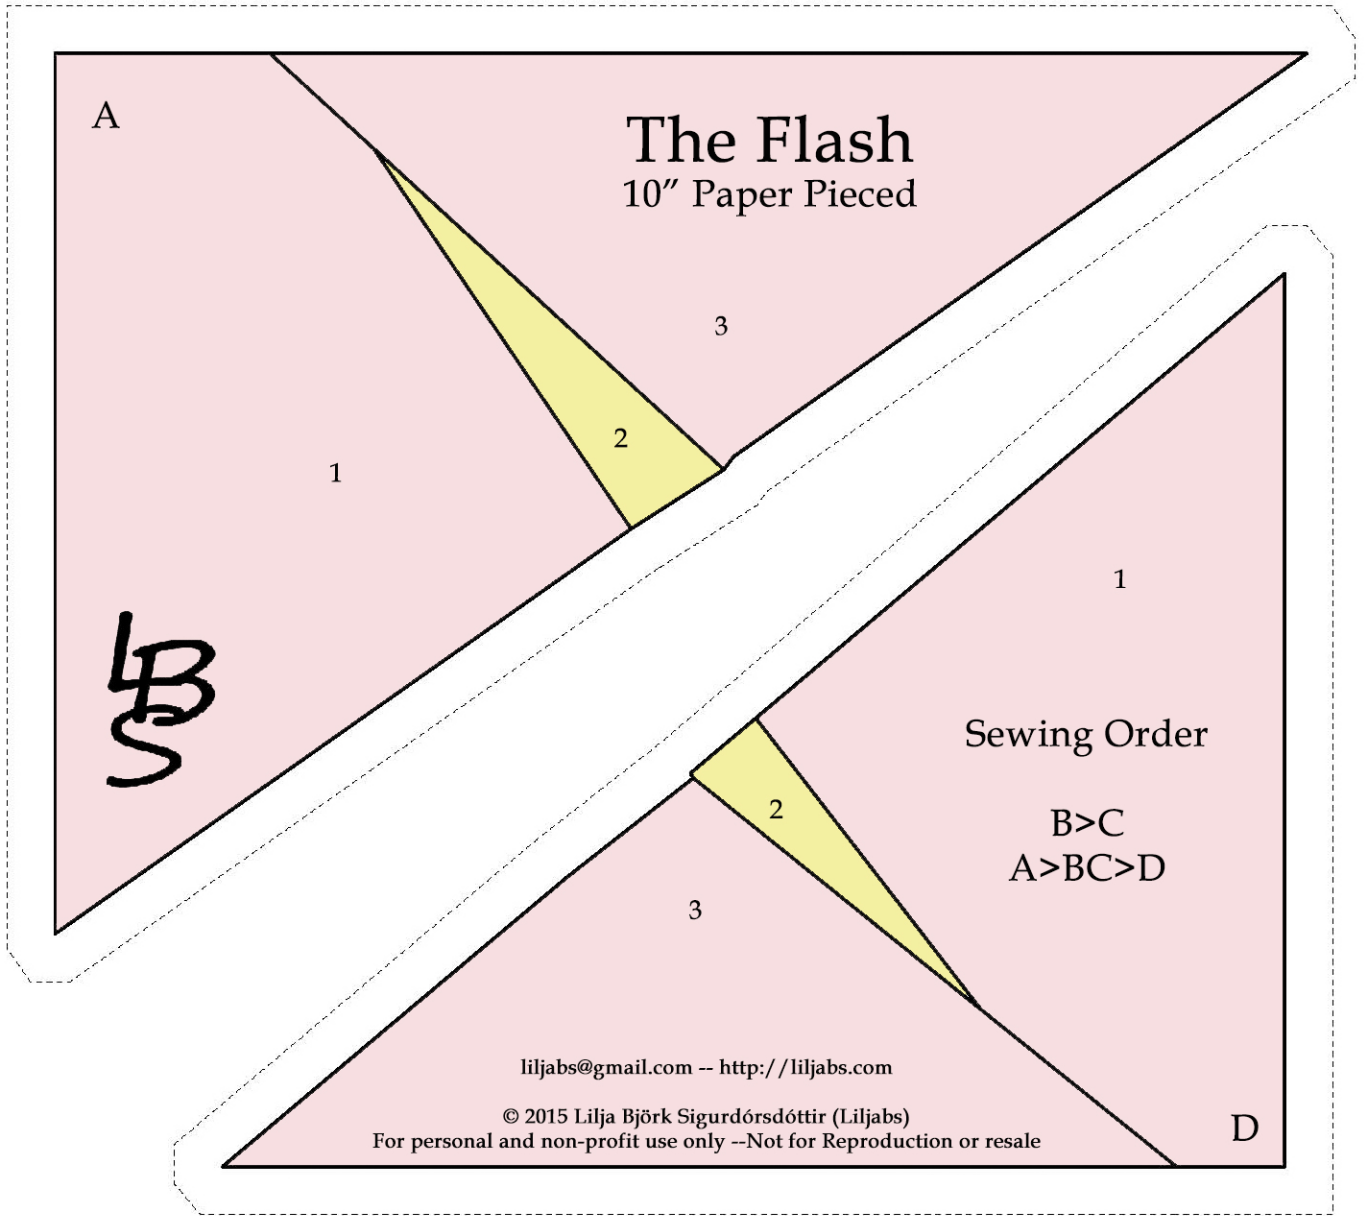 A
The Flash
10” Paper Pieced
3
2
1
LBS
1
Sewing Order
2
B>C
A>BC>D
3
liljabs@gmail.com -- http://liljabs.com
© 2015 Lilja Björk Sigurdórsdóttir (Liljabs)
For personal and non-profit use only --Not for Reproduction or resale
D